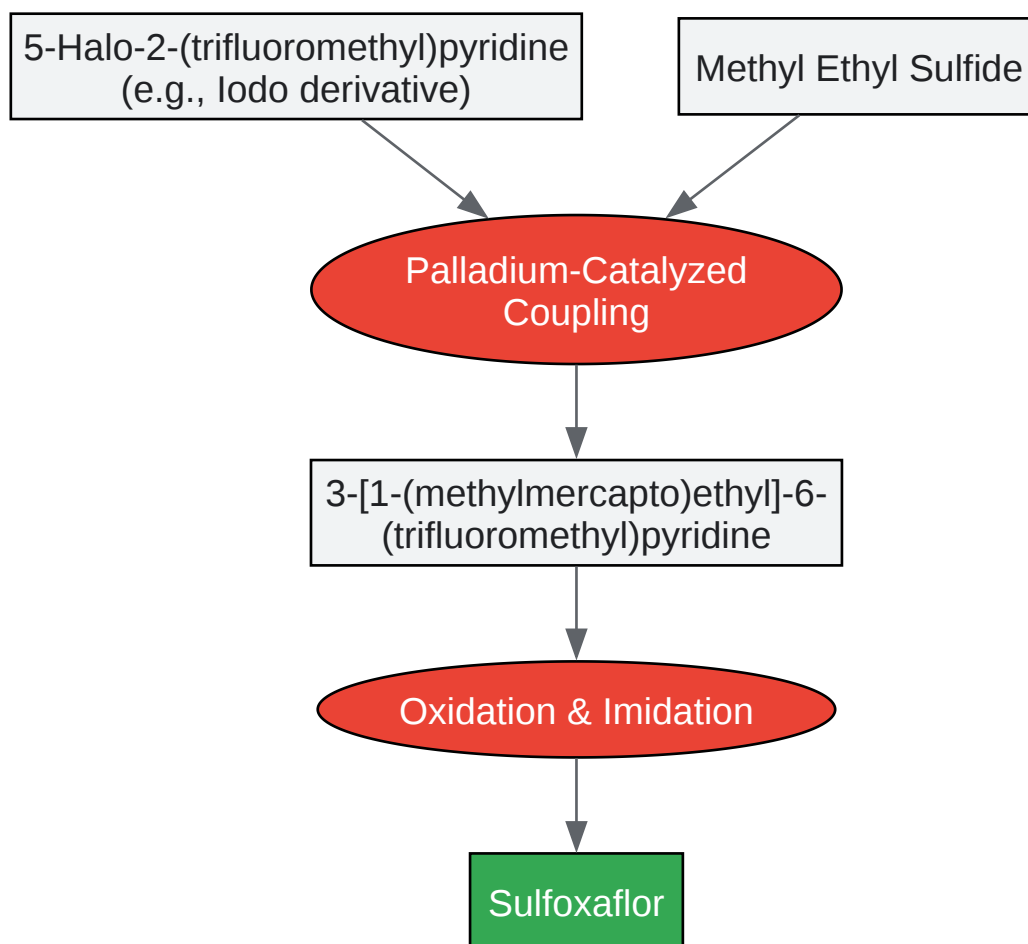 5-Halo-2-(trifluoromethyl)pyridine
(e.g., Iodo derivative)
Methyl Ethyl Sulfide
Palladium-Catalyzed
Coupling
3-[1-(methylmercapto)ethyl]-6-
(trifluoromethyl)pyridine
Oxidation & Imidation
Sulfoxaflor